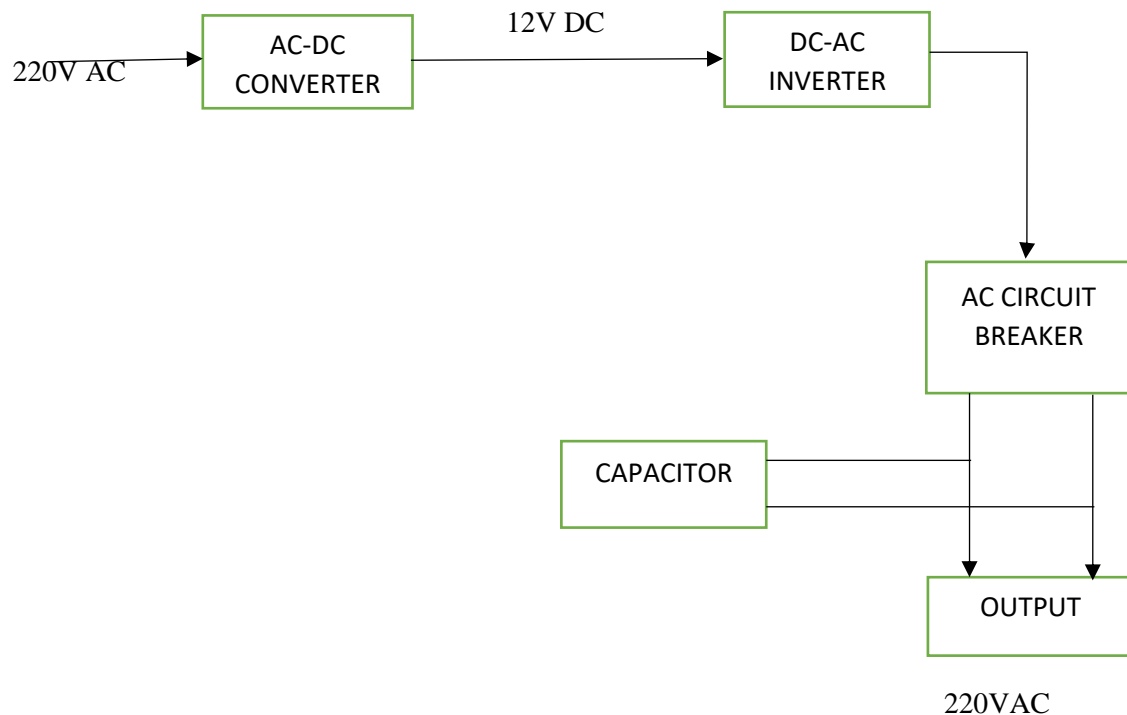 220V AC
AC-DC
CONVERTER
12V DC
DC-AC
INVERTER
AC CIRCUIT
BREAKER
CAPACITOR
OUTPUT
220VAC